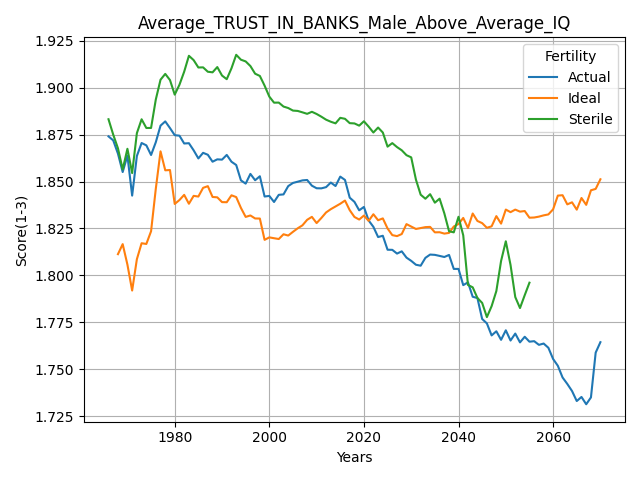 Average_TRUST_IN_BANKS_Male_Above_Average_IQ
Score(1-3)
1.925
1.900
1.875
1.850
1.825
1.800
1.775
1.750
1.725
Fertility
Actual
Ideal
Sterile
1980
2000
2020
2040
2060
Years